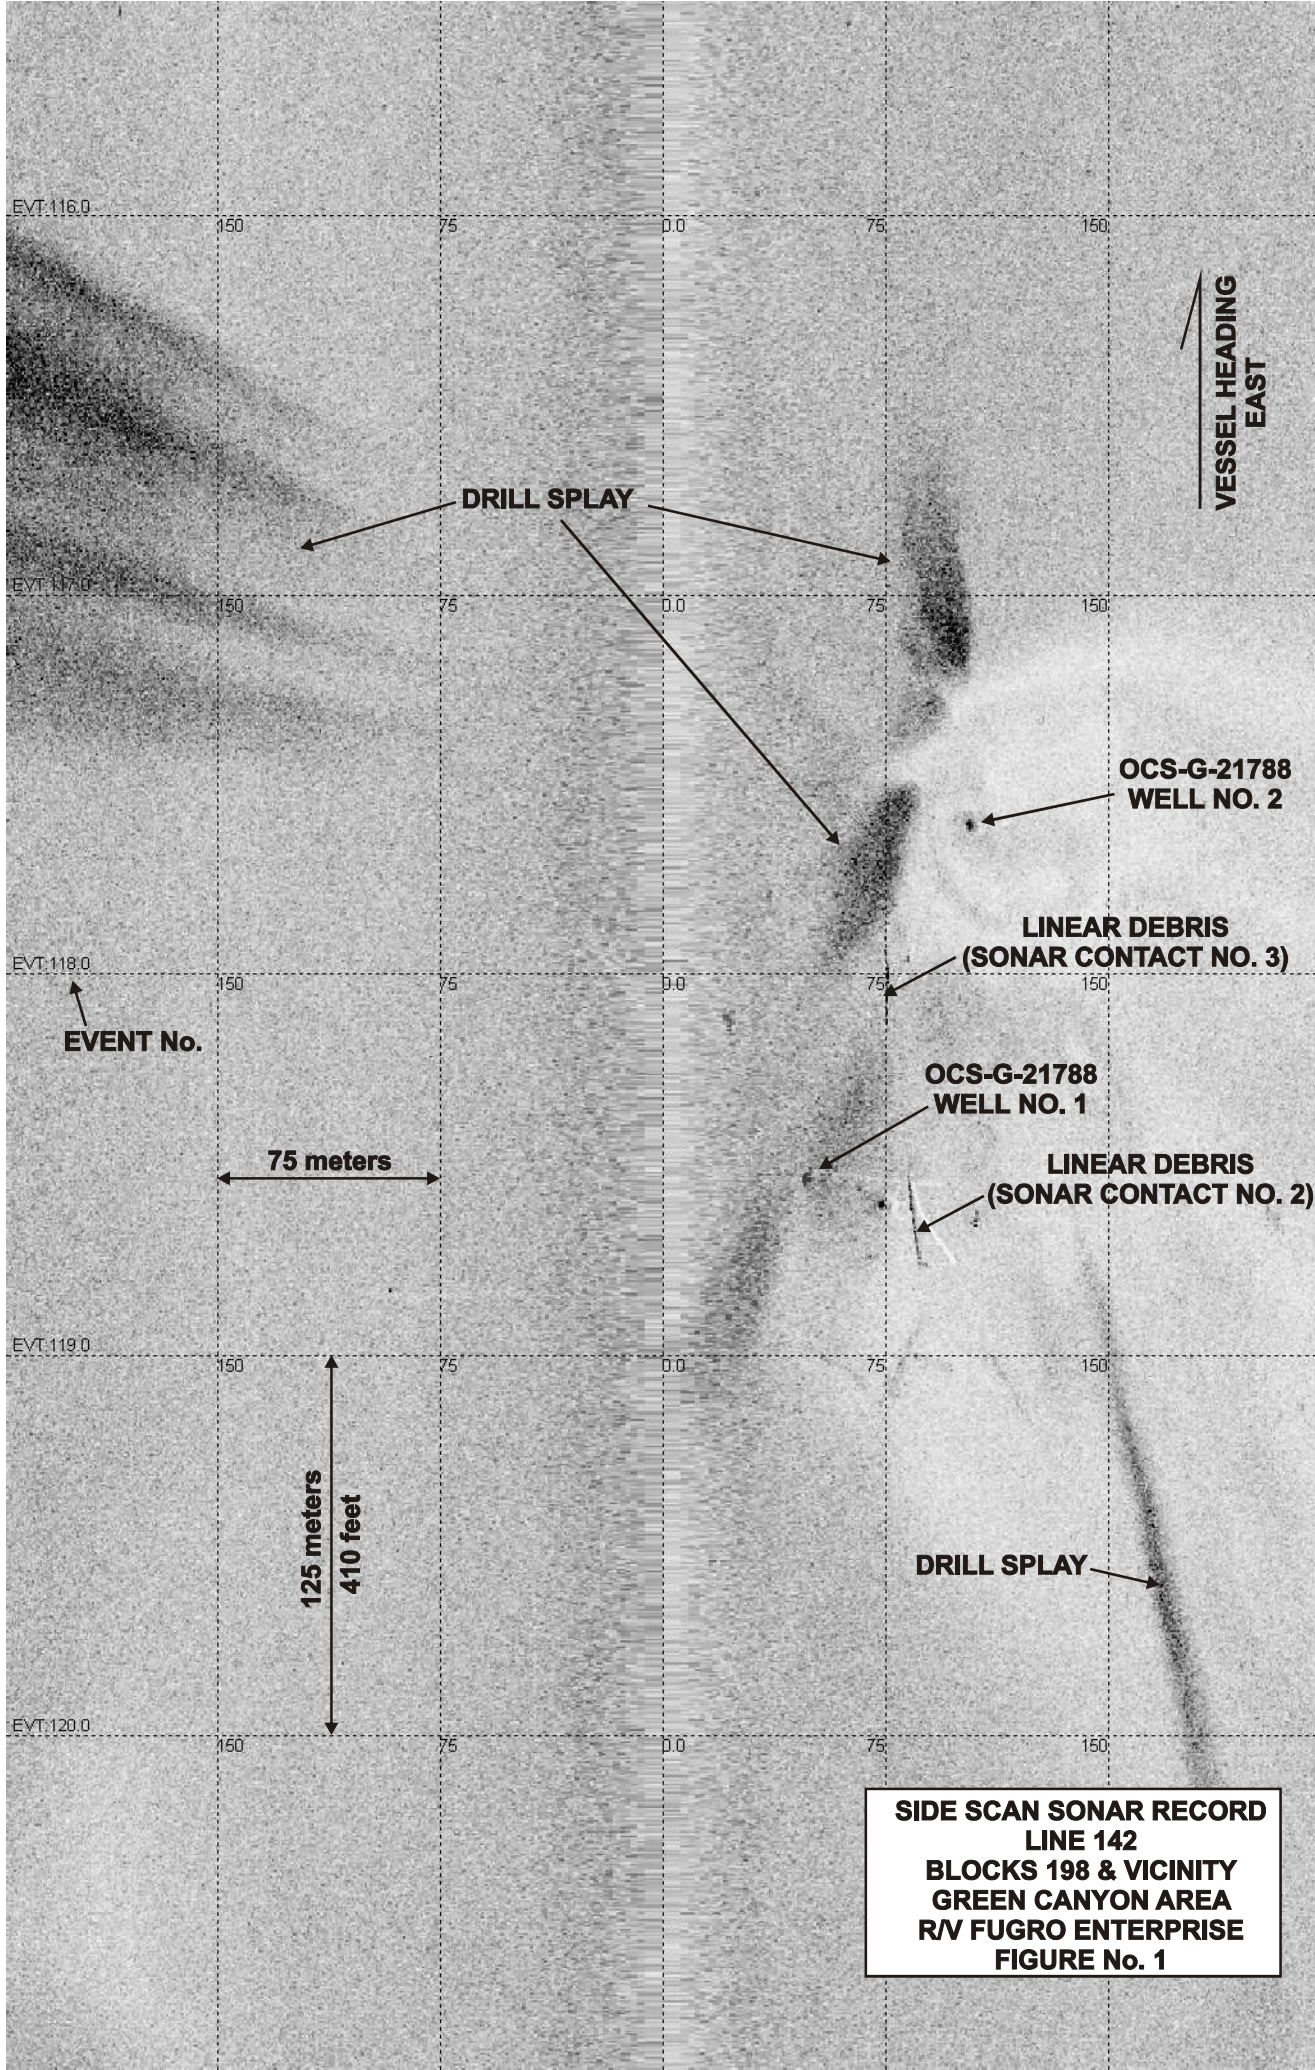 EVT:116.0
150
75
0.0
75
150
VESSEL HEADING
EAST
DRILL SPLAY
EVT:117.0
150
75
0.0
75
150
OCS-G-21788
WELL NO. 2
LINEAR DEBRIS
(SONAR CONTACT NO. 3)
EVT:118.0
150
75
0.0
75
150
EVENT No.
OCS-G-21788
WELL NO. 1
75 meters
LINEAR DEBRIS
(SONAR CONTACT NO. 2)
EVT:119.0
150
75
0.0
75
150
125 meters
410 feet
DRILL SPLAY
EVT:120.0
150
75
0.0
75
150
SIDE SCAN SONAR RECORD
LINE 142
BLOCKS 198 & VICINITY
GREEN CANYON AREA
R/V FUGRO ENTERPRISE
FIGURE No. 1